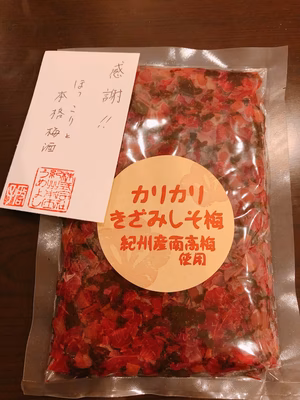 感謝!!
ほっこりと
本格梅酒
カリカリ
きざみしそ梅
紀州産南高梅
使用